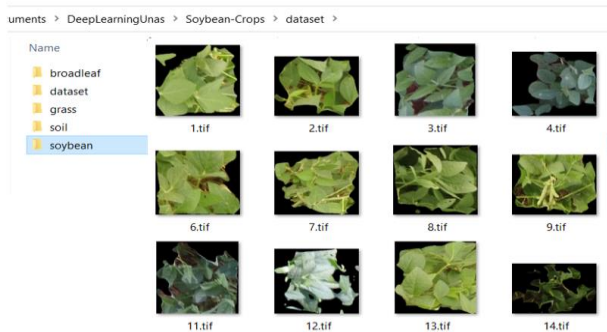 uments > DeepLearningUnas > Soybean-Crops > dataset >
Name
broadleaf
dataset
grass
soil
soybean
1.tif 2.tif 3.tif 4.tif
6.tif 7.tif 8.tif 9.tif
11.tif 12.tif 13.tif 14.tif